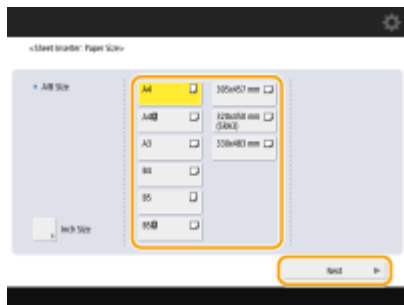 <Sheet Inserter: Paper Size>
A/B Size
A4
A4R
A3
B4
B5
B5R
305x457 mm
320x450 mm
(SRA3)
330x483 mm
Inch Size
Next